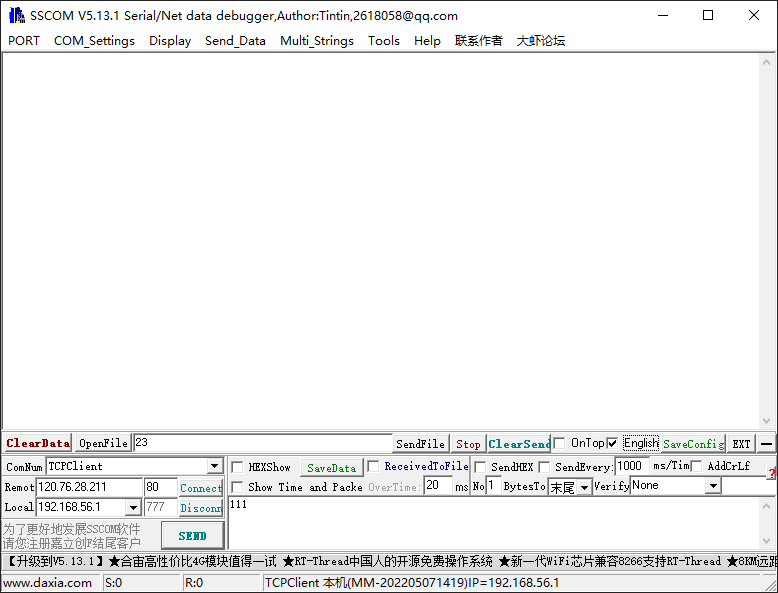 SSCOM V5.13.1 Serial/Net data debugger,Author:Tintin,2618058@qq.com
PORT COM_Settings Display Send_Data Multi_Strings Tools Help 联系作者 大虾论坛
ClearData OpenFile 23 SendFile Stop ClearSend OnTop English SaveConfig EXT
ComNum TCPClient HEXShow SaveData ReceivedToFile SendHEX SendEvery: 1000 ms/Tim AddCrLf
Remot 120.76.28.211 80 Connect Show Time and Packe OverTime: 20 ms No 1 BytesTo 末尾 Verify None
Local 192.168.56.1 777 Disconn 111
为了更好地发展SSCOM软件
请您注册嘉立创F结尾客户
SEND
【升级到V5.13.1】★合宙高性价比4G模块值得一试 ★RT-Thread中国人的开源免费操作系统 ★新一代WiFi芯片兼容8266支持RT-Thread ★8KM远距
www.daxia.com S:0 R:0 TCPClient 本机(MM-202205071419)IP=192.168.56.1